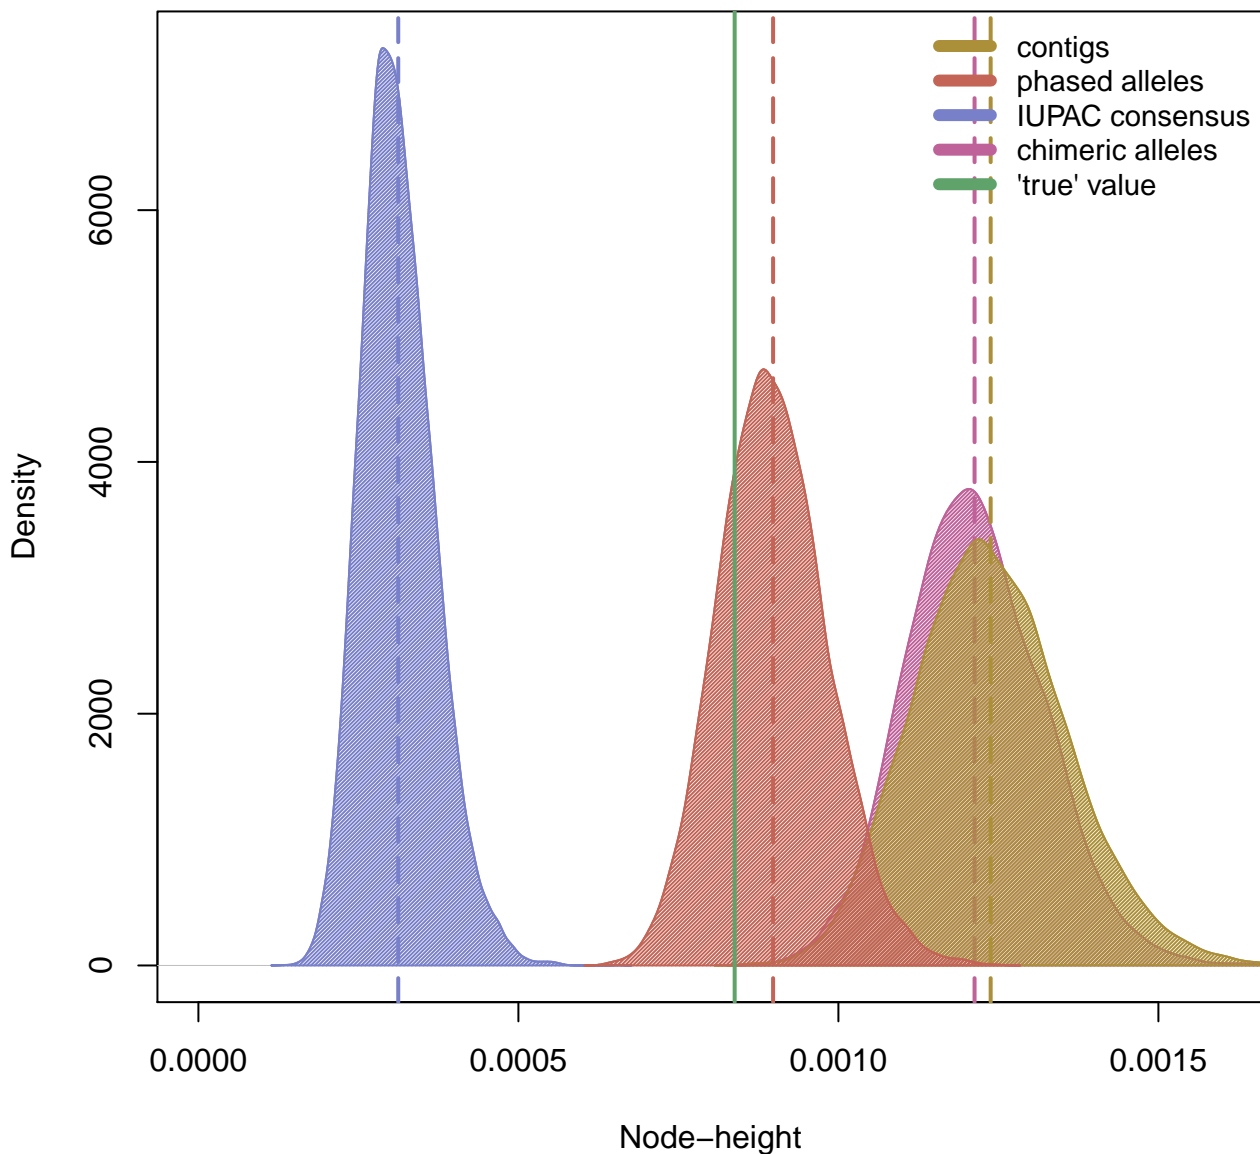 contigs
phased alleles
IUPAC consensus
chimeric alleles
'true' value
6000
4000
2000
0
Density
0.0000
0.0005
0.0010
0.0015
Node−height